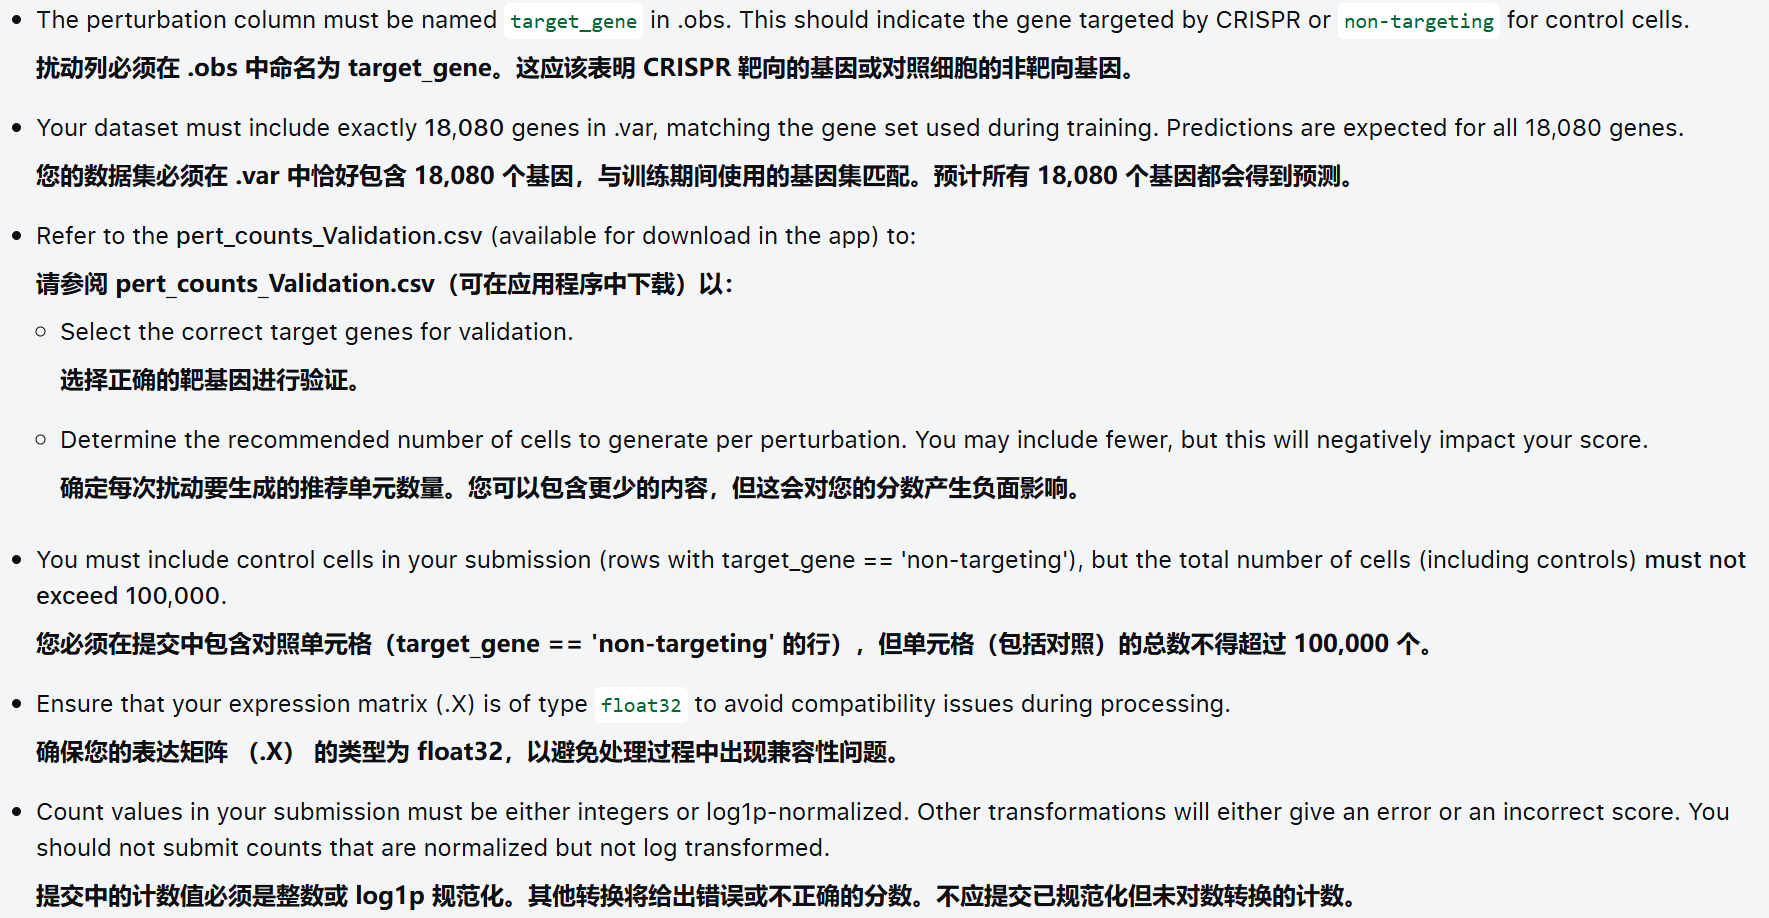 The perturbation column must be named target_gene in .obs. This should indicate the gene targeted by CRISPR or non-targeting for control cells.
扰动列必须在 .obs 中命名为 target_gene。这应该表明 CRISPR 靶向的基因或对照细胞的非靶向基因。
Your dataset must include exactly 18,080 genes in .var, matching the gene set used during training. Predictions are expected for all 18,080 genes.
您的数据集必须在 .var 中恰好包含 18,080 个基因，与训练期间使用的基因集匹配。预计所有 18,080 个基因都会得到预测。
Refer to the pert_counts_Validation.csv (available for download in the app) to:
请参阅 pert_counts_Validation.csv（可在应用程序中下载）以：
Select the correct target genes for validation.
选择正确的靶基因进行验证。
Determine the recommended number of cells to generate per perturbation. You may include fewer, but this will negatively impact your score.
确定每次扰动要生成的推荐单元数量。您可以包含更少的内容，但这会对您的分数产生负面影响。
You must include control cells in your submission (rows with target_gene == 'non-targeting'), but the total number of cells (including controls) must not
exceed 100,000.
您必须在提交中包含对照单元格（target_gene == 'non-targeting' 的行），但单元格（包括对照）的总数不得超过 100,000 个。
Ensure that your expression matrix (.X) is of type float32 to avoid compatibility issues during processing.
确保您的表达矩阵 （.X） 的类型为 float32，以避免处理过程中出现兼容性问题。
Count values in your submission must be either integers or log1p-normalized. Other transformations will either give an error or an incorrect score. You
should not submit counts that are normalized but not log transformed.
提交中的计数值必须是整数或 log1p 规范化。其他转换将给出错误或不正确的分数。不应提交已规范化但未对数转换的计数。